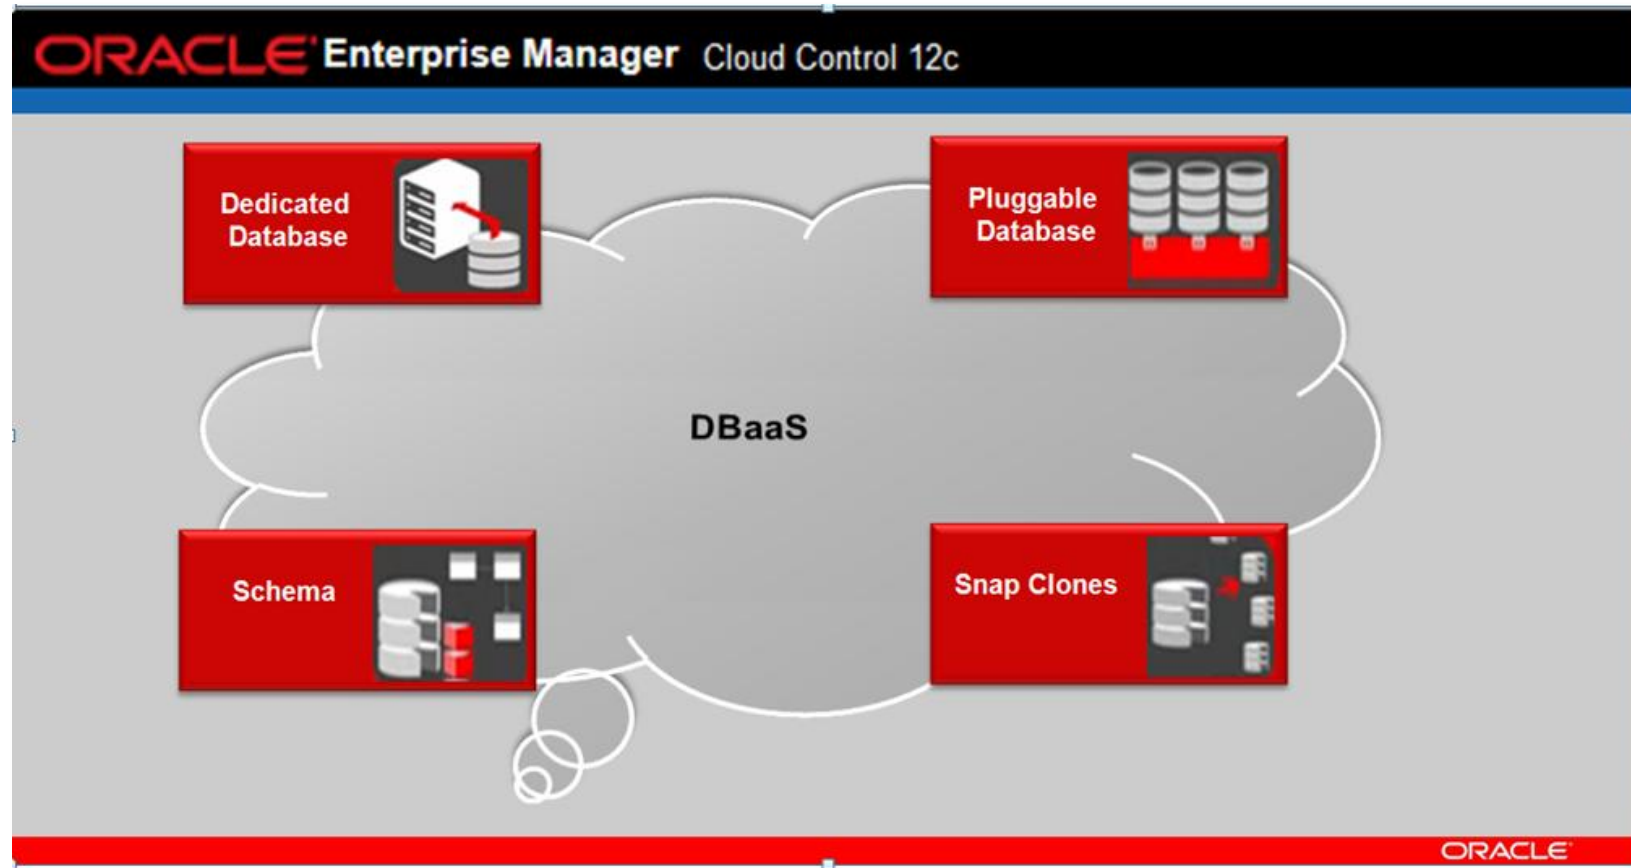 ORACLE Enterprise Manager Cloud Control 12c
Dedicated
Database
Pluggable
Database
DBaaS
Schema
Snap Clones
ORACLE